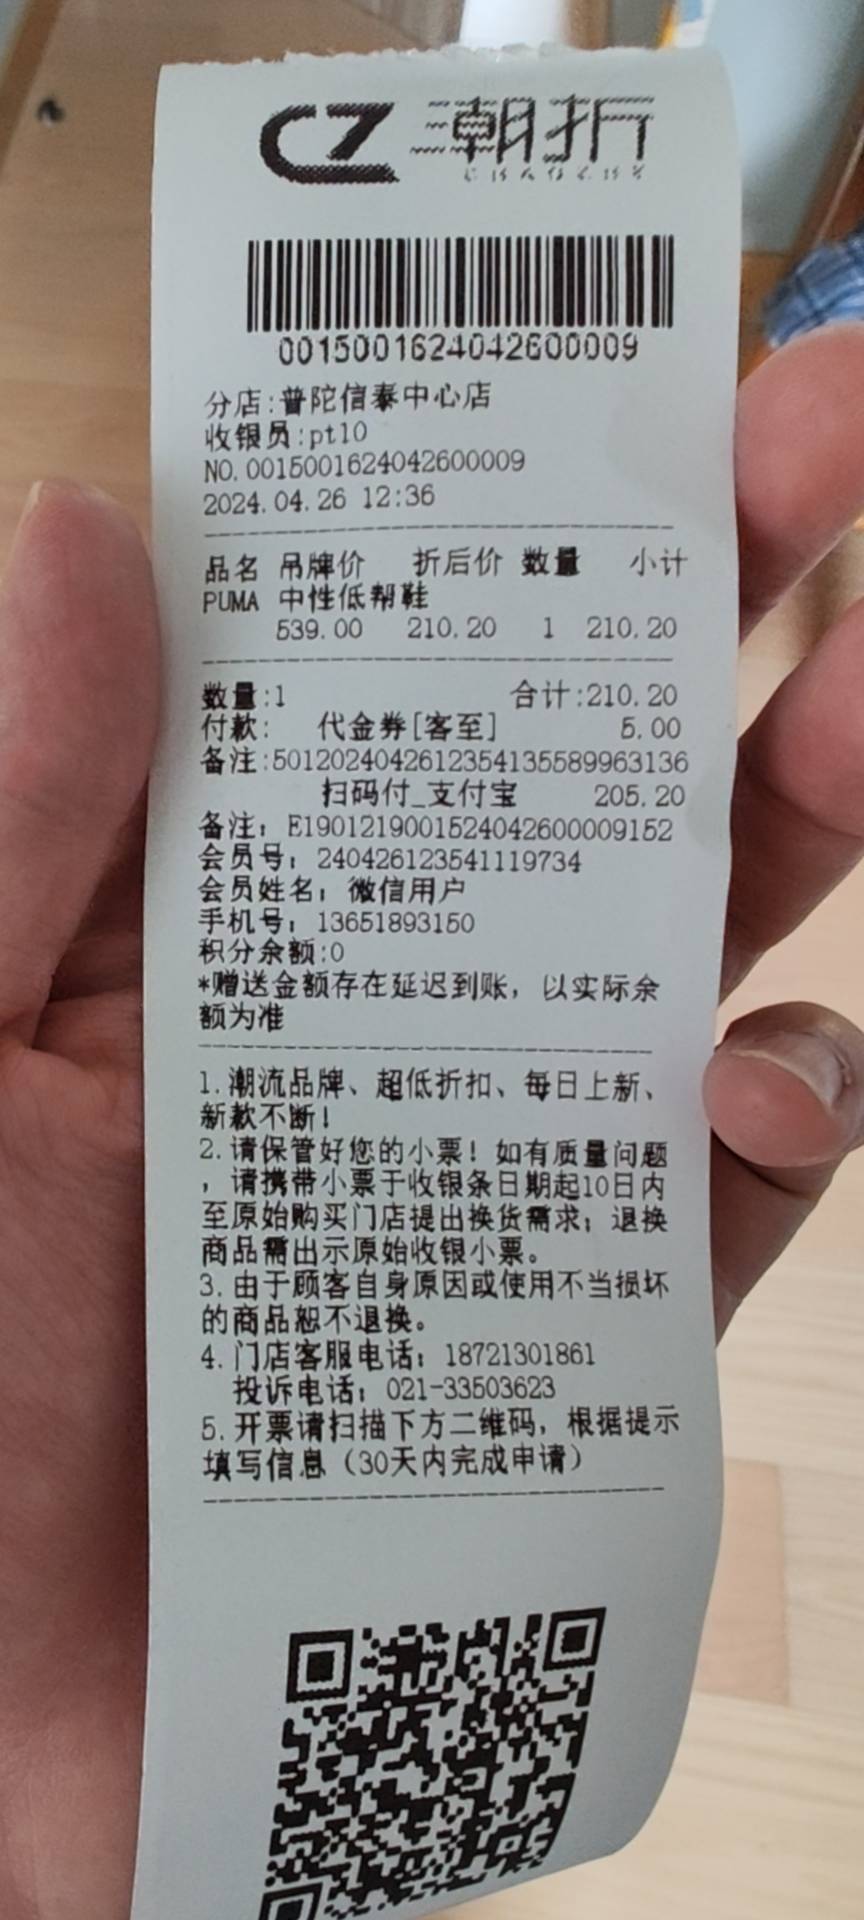 CZ 潮折
0015001624042600009
分店:普陀信泰中心店
收银员:pt10
NO.0015001624042600009
2024.04.26 12:36
品名 吊牌价 折后价 数量 小计
PUMA 中性低帮鞋
539.00 210.20 1 210.20
数量:1 合计:210.20
付款: 代金券[客至] 5.00
备注:5012024042612354135589963136
扫码付_支付宝 205.20
备注: E1901219001524042600009152
会员号: 240426123541119734
会员姓名: 微信用户
手机号: 13651893150
积分余额:0
*赠送金额存在延迟到账, 以实际余
额为准
1.潮流品牌、超低折扣、每日上新、
新款不断!
2.请保管好您的小票! 如有质量问题
, 请携带小票于收银条日期起10日内
至原始购买门店提出换货需求; 退换
商品需出示原始收银小票。
3.由于顾客自身原因或使用不当损坏
的商品恕不退换。
4.门店客服电话: 18721301861
投诉电话: 021-33503623
5.开票请扫描下方二维码, 根据提示
填写信息（30天内完成申请）